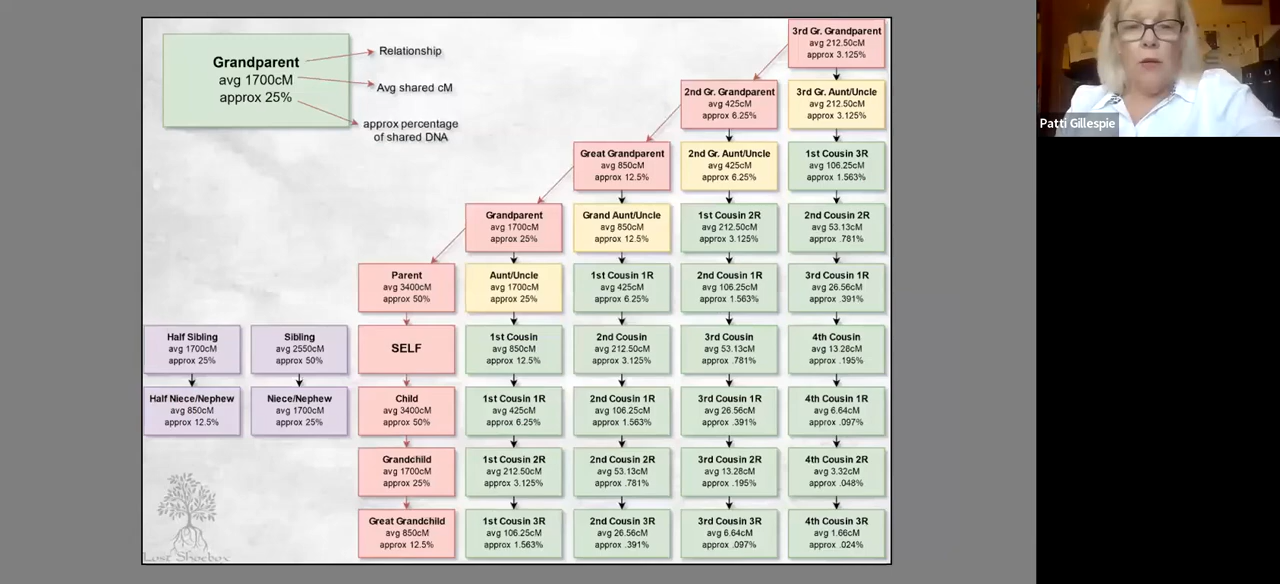 Grandparent
avg 1700cM
approx 25%
Relationship
Avg shared cM
approx percentage
of shared DNA
3rd Gr. Grandparent
avg 212.50cM
approx 3.125%
2nd Gr. Grandparent
avg 425cM
approx 6.25%
3rd Gr. Aunt/Uncle
avg 212.50cM
approx 3.125%
Great Grandparent
avg 850cM
approx 12.5%
2nd Gr. Aunt/Uncle
avg 425cM
approx 6.25%
1st Cousin 3R
avg 106.25cM
approx 1.563%
Grandparent
avg 1700cM
approx 25%
Grand Aunt/Uncle
avg 850cM
approx 12.5%
1st Cousin 2R
avg 212.50cM
approx 3.125%
2nd Cousin 2R
avg 53.13cM
approx .781%
Parent
avg 3400cM
approx 50%
Aunt/Uncle
avg 1700cM
approx 25%
1st Cousin 1R
avg 425cM
approx 6.25%
2nd Cousin 1R
avg 106.25cM
approx 1.563%
3rd Cousin 1R
avg 26.56cM
approx .391%
Half Sibling
avg 1700cM
approx 25%
Sibling
avg 2550cM
approx 50%
SELF
1st Cousin
avg 850cM
approx 12.5%
2nd Cousin
avg 212.50cM
approx 3.125%
3rd Cousin
avg 53.13cM
approx .781%
4th Cousin
avg 13.28cM
approx .195%
Half Niece/Nephew
avg 850cM
approx 12.5%
Niece/Nephew
avg 1700cM
approx 25%
Child
avg 3400cM
approx 50%
1st Cousin 1R
avg 425cM
approx 6.25%
2nd Cousin 1R
avg 106.25cM
approx 1.563%
3rd Cousin 1R
avg 26.56cM
approx .391%
4th Cousin 1R
avg 6.64cM
approx .097%
Grandchild
avg 1700cM
approx 25%
1st Cousin 2R
avg 212.50cM
approx 3.125%
2nd Cousin 2R
avg 53.13cM
approx .781%
3rd Cousin 2R
avg 13.28cM
approx .195%
4th Cousin 2R
avg 3.32cM
approx .048%
Great Grandchild
avg 850cM
approx 12.5%
1st Cousin 3R
avg 106.25cM
approx 1.563%
2nd Cousin 3R
avg 26.56cM
approx .391%
3rd Cousin 3R
avg 6.64cM
approx .097%
4th Cousin 3R
avg 1.66cM
approx .024%
Lost Shoebox
Patti Gillespie